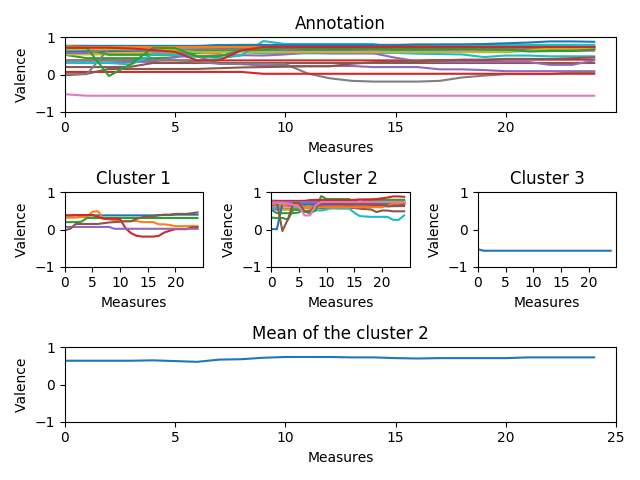 Annotation
1
0
−1
Valence
0 5 10 15 20
Measures
Cluster 1
1
0
−1
Valence
0 5 10 15 20
Measures
Cluster 2
1
0
−1
Valence
0 5 10 15 20
Measures
Cluster 3
1
0
−1
Valence
0 5 10 15 20
Measures
Mean of the cluster 2
1
0
−1
Valence
0 5 10 15 20 25
Measures